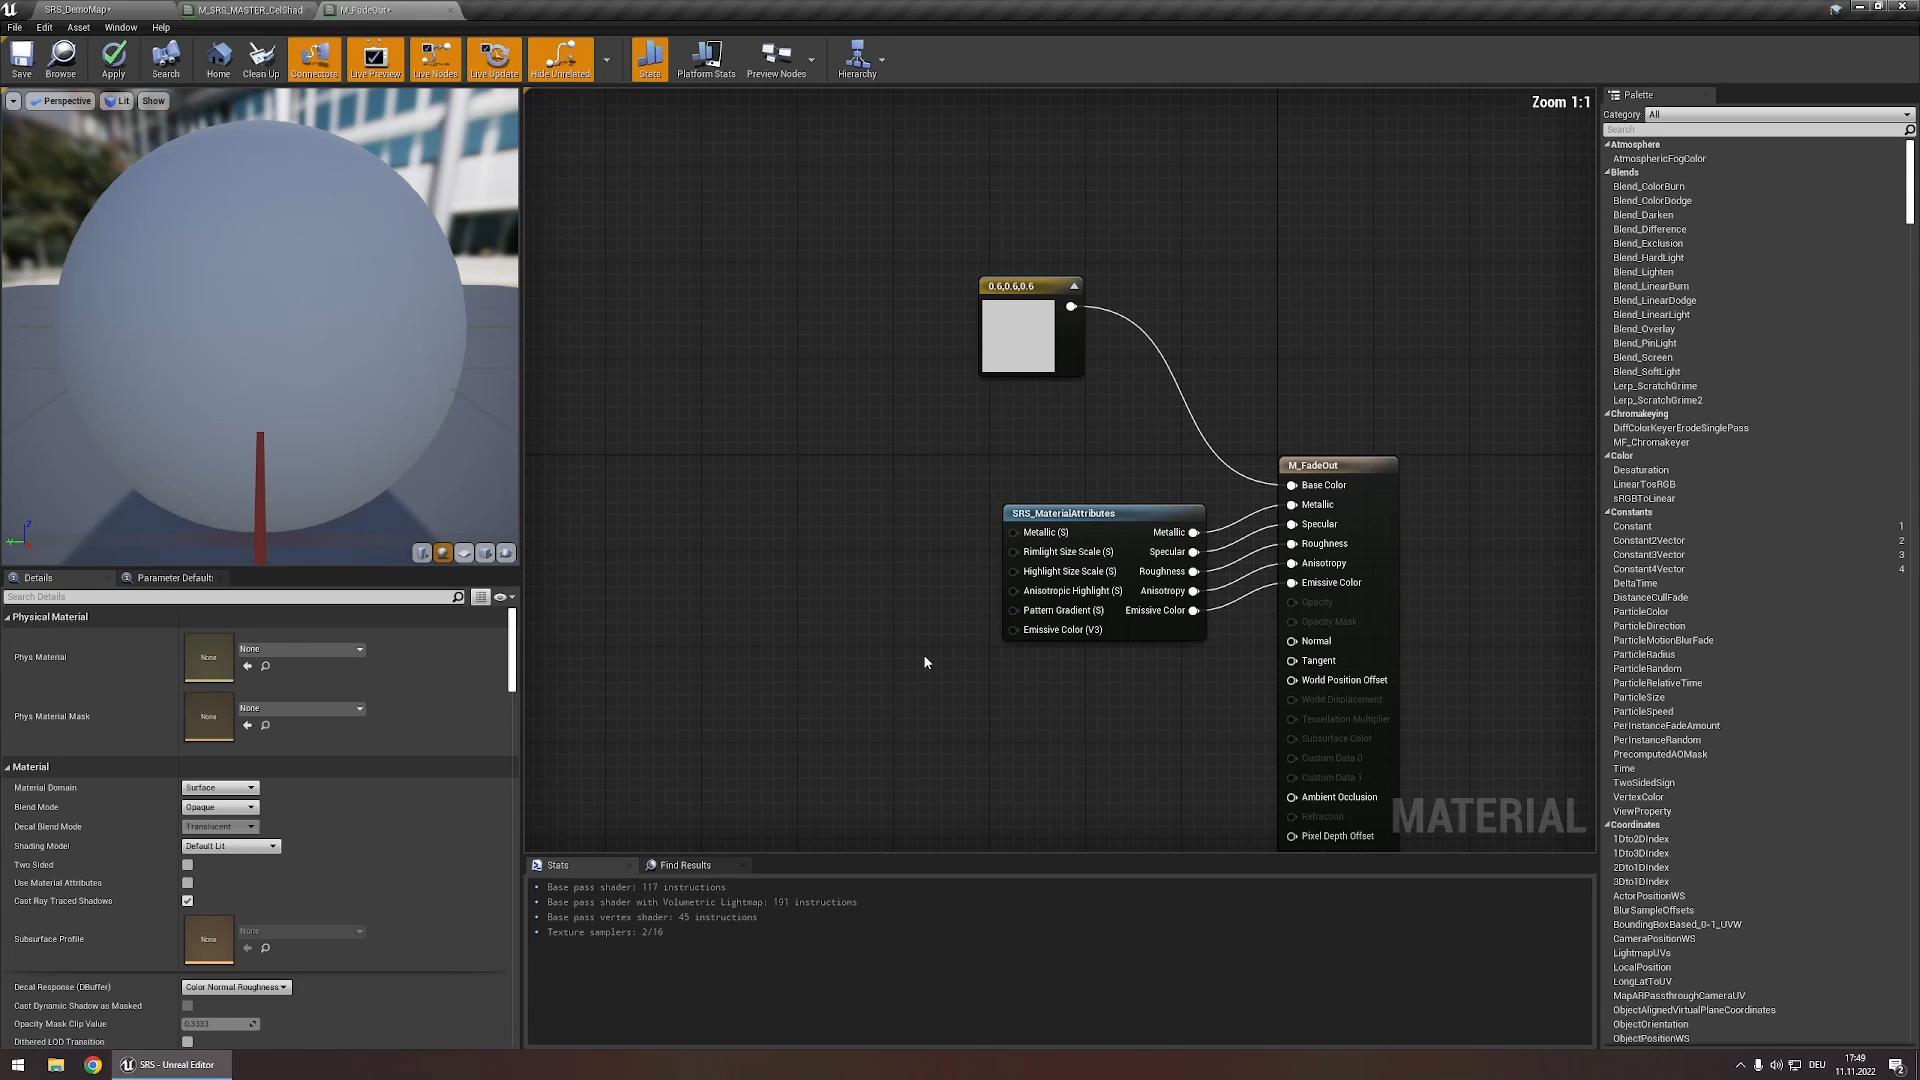 SRS_DemoMap*
M_SRS_MASTER_CelShad
M_FadeOut*
File Edit Asset Window Help
Save Browse Apply Search Home Clean Up Connectors Live Preview Live Nodes Live Update Hide Unrelated Stats Platform Stats Preview Nodes Hierarchy
Perspective Lit Show
Z
Y
X
Details
Parameter Default:
Search Details
Physical Material
Phys Material
None
None
Phys Material Mask
None
None
Material
Material Domain Surface
Blend Mode Opaque
Decal Blend Mode Translucent
Shading Model Default Lit
Two Sided
Use Material Attributes
Cast Ray Traced Shadows
Subsurface Profile
None
None
Decal Response (DBuffer) Color Normal Roughness
Cast Dynamic Shadow as Masked
Opacity Mask Clip Value 0.3333
Dithered LOD Transition
Zoom 1:1
0.6,0.6,0.6
SRS_MaterialAttributes
Metallic (S) Metallic
Rimlight Size Scale (S) Specular
Highlight Size Scale (S) Roughness
Anisotropic Highlight (S) Anisotropy
Pattern Gradient (S) Emissive Color
Emissive Color (V3)
M_FadeOut
Base Color
Metallic
Specular
Roughness
Anisotropy
Emissive Color
Opacity
Opacity Mask
Normal
Tangent
World Position Offset
World Displacement
Tessellation Multiplier
Subsurface Color
Custom Data 0
Custom Data 1
Ambient Occlusion
Refraction
Pixel Depth Offset
MATERIAL
Stats
Find Results
Base pass shader: 117 instructions
Base pass shader with Volumetric Lightmap: 191 instructions
Base pass vertex shader: 45 instructions
Texture samplers: 2/16
Palette
Category: All
Search
Atmosphere
AtmosphericFogColor
Blends
Blend_ColorBurn
Blend_ColorDodge
Blend_Darken
Blend_Difference
Blend_Exclusion
Blend_HardLight
Blend_Lighten
Blend_LinearBurn
Blend_LinearDodge
Blend_LinearLight
Blend_Overlay
Blend_PinLight
Blend_Screen
Blend_SoftLight
Lerp_ScratchGrime
Lerp_ScratchGrime2
Chromakeying
DiffColorKeyerErodeSinglePass
MF_Chromakeyer
Color
Desaturation
LinearTosRGB
sRGBToLinear
Constants
Constant 1
Constant2Vector 2
Constant3Vector 3
Constant4Vector 4
DeltaTime
DistanceCullFade
ParticleColor
ParticleDirection
ParticleMotionBlurFade
ParticleRadius
ParticleRandom
ParticleRelativeTime
ParticleSize
ParticleSpeed
PerInstanceFadeAmount
PerInstanceRandom
PrecomputedAOMask
Time
TwoSidedSign
VertexColor
ViewProperty
Coordinates
1Dto2DIndex
1Dto3DIndex
2Dto1DIndex
3Dto1DIndex
ActorPositionWS
BlurSampleOffsets
BoundingBoxBased_0-1_UVW
CameraPositionWS
LightmapUVs
LocalPosition
LongLatToUV
MapARPassthroughCameraUV
ObjectAlignedVirtualPlaneCoordinates
ObjectOrientation
ObjectPositionWS
SRS - Unreal Editor
DEU
17:49
11.11.2022
2